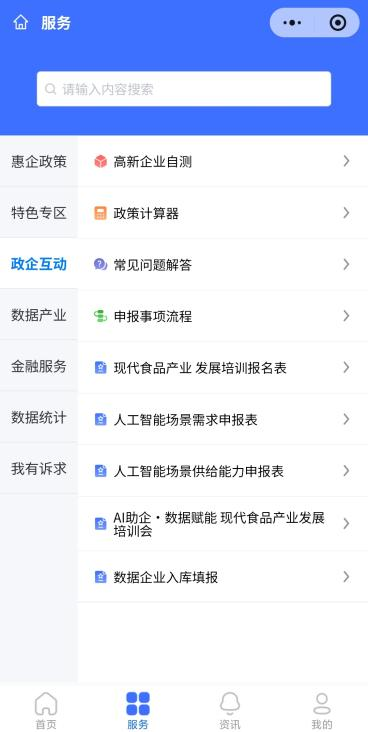 服务
请输入内容搜索
惠企政策
特色专区
政企互动
数据产业
金融服务
数据统计
我有诉求
高新企业自测
政策计算器
常见问题解答
申报事项流程
现代食品产业 发展培训报名表
人工智能场景需求申报表
人工智能场景供给能力申报表
AI助企·数据赋能 现代食品产业发展
培训会
数据企业入库填报
首页
服务
资讯
我的